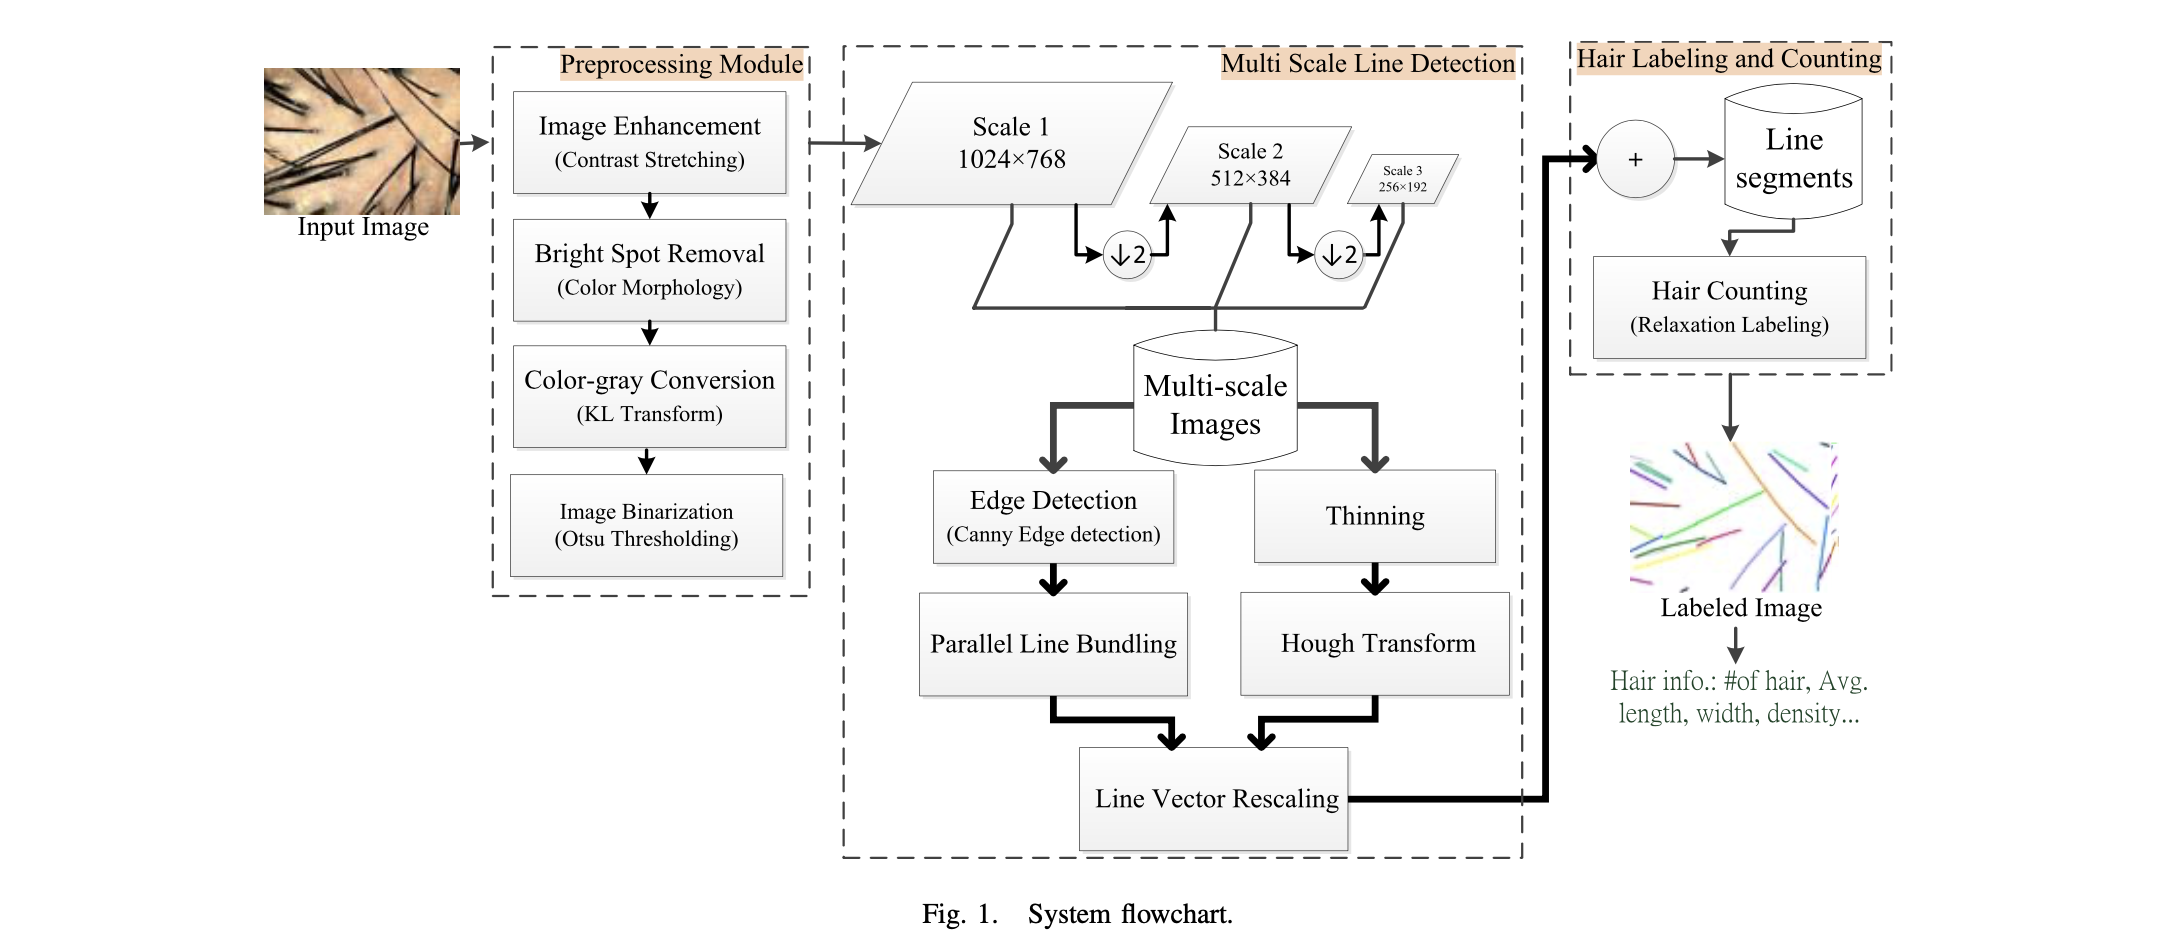 Input Image
Preprocessing Module
Image Enhancement
(Contrast Stretching)
Bright Spot Removal
(Color Morphology)
Color-gray Conversion
(KL Transform)
Image Binarization
(Otsu Thresholding)
Multi Scale Line Detection
Scale 1
1024×768
↓2
Scale 2
512×384
↓2
Scale 3
256×192
Multi-scale
Images
Edge Detection
(Canny Edge detection)
Thinning
Parallel Line Bundling
Hough Transform
Line Vector Rescaling
Hair Labeling and Counting
+
Line
segments
Hair Counting
(Relaxation Labeling)
Labeled Image
Hair info.: #of hair, Avg.
length, width, density...
Fig. 1. System flowchart.